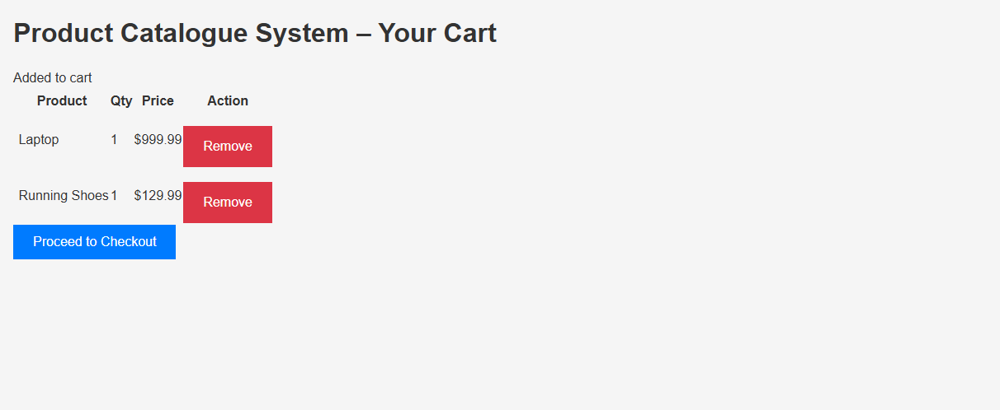 Product Catalogue System – Your Cart
Added to cart
Product Qty Price Action
Laptop 1 $999.99 Remove
Running Shoes 1 $129.99 Remove
Proceed to Checkout